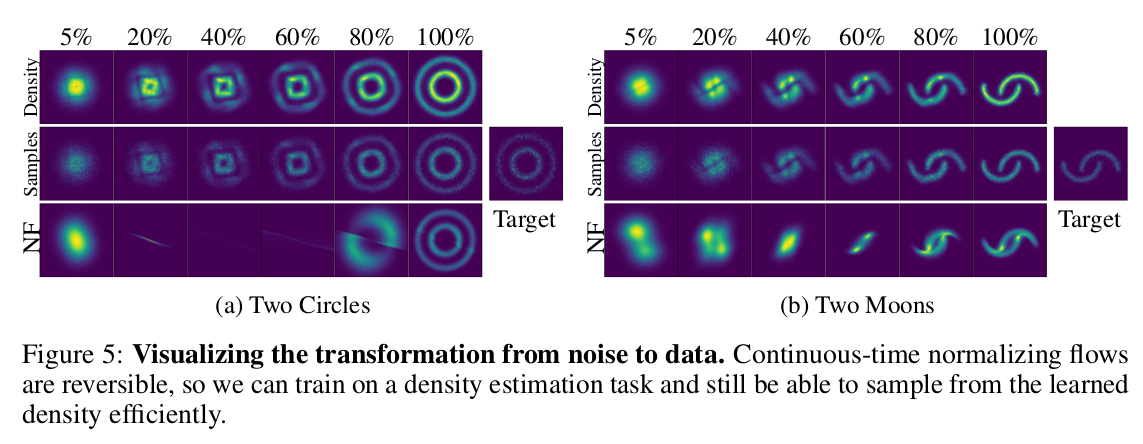 5% 20% 40% 60% 80% 100%
Density
Samples
NF
Target
(a) Two Circles
5% 20% 40% 60% 80% 100%
Density
Samples
NF
Target
(b) Two Moons
Figure 5: Visualizing the transformation from noise to data. Continuous-time normalizing flows
are reversible, so we can train on a density estimation task and still be able to sample from the learned
density efficiently.